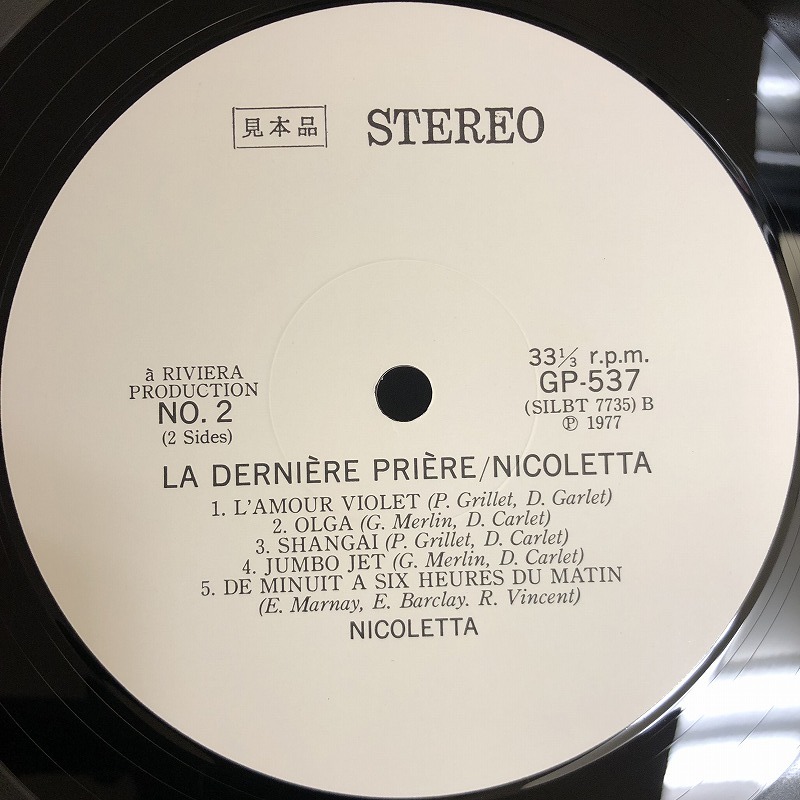 見本品 STEREO
à RIVIERA
PRODUCTION
NO. 2
(2 Sides)
33⅓ r.p.m.
GP-537
(SILBT 7735) B
℗ 1977
LA DERNIÈRE PRIÈRE/NICOLETTA
1. L'AMOUR VIOLET (P. Grillet, D. Garlet)
2. OLGA (G. Merlin, D. Carlet)
3. SHANGAI (P. Grillet, D. Carlet)
4. JUMBO JET (G. Merlin, D. Carlet)
5. DE MINUIT A SIX HEURES DU MATIN
(E. Marnay, E. Barclay. R. Vincent)
NICOLETTA